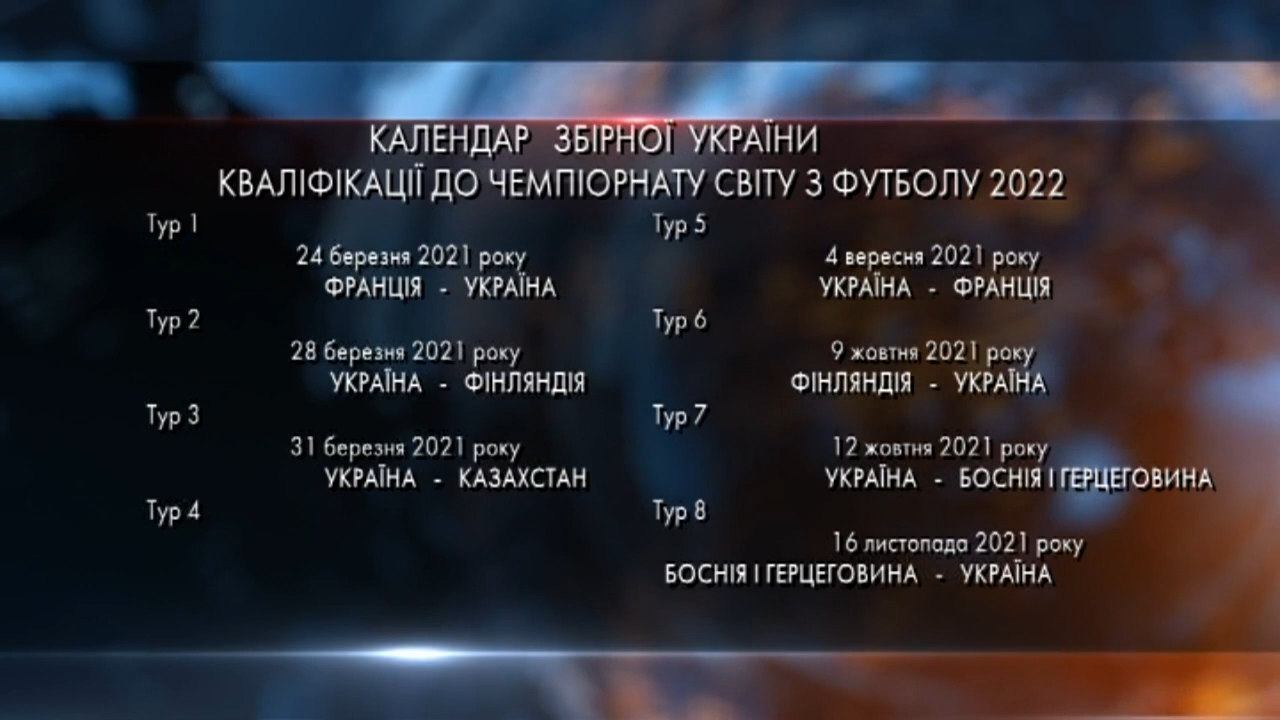 КАЛЕНДАР ЗБІРНОЇ УКРАЇНИ
КВАЛІФІКАЦІЇ ДО ЧЕМПІОРНАТУ СВІТУ З ФУТБОЛУ 2022
Тур 1
24 березня 2021 року
ФРАНЦІЯ - УКРАЇНА
Тур 2
28 березня 2021 року
УКРАЇНА - ФІНЛЯНДІЯ
Тур 3
31 березня 2021 року
УКРАЇНА - КАЗАХСТАН
Тур 4
Тур 5
4 вересня 2021 року
УКРАЇНА - ФРАНЦІЯ
Тур 6
9 жовтня 2021 року
ФІНЛЯНДІЯ - УКРАЇНА
Тур 7
12 жовтня 2021 року
УКРАЇНА - БОСНІЯ І ГЕРЦЕГОВИНА
Тур 8
16 листопада 2021 року
БОСНІЯ І ГЕРЦЕГОВИНА - УКРАЇНА